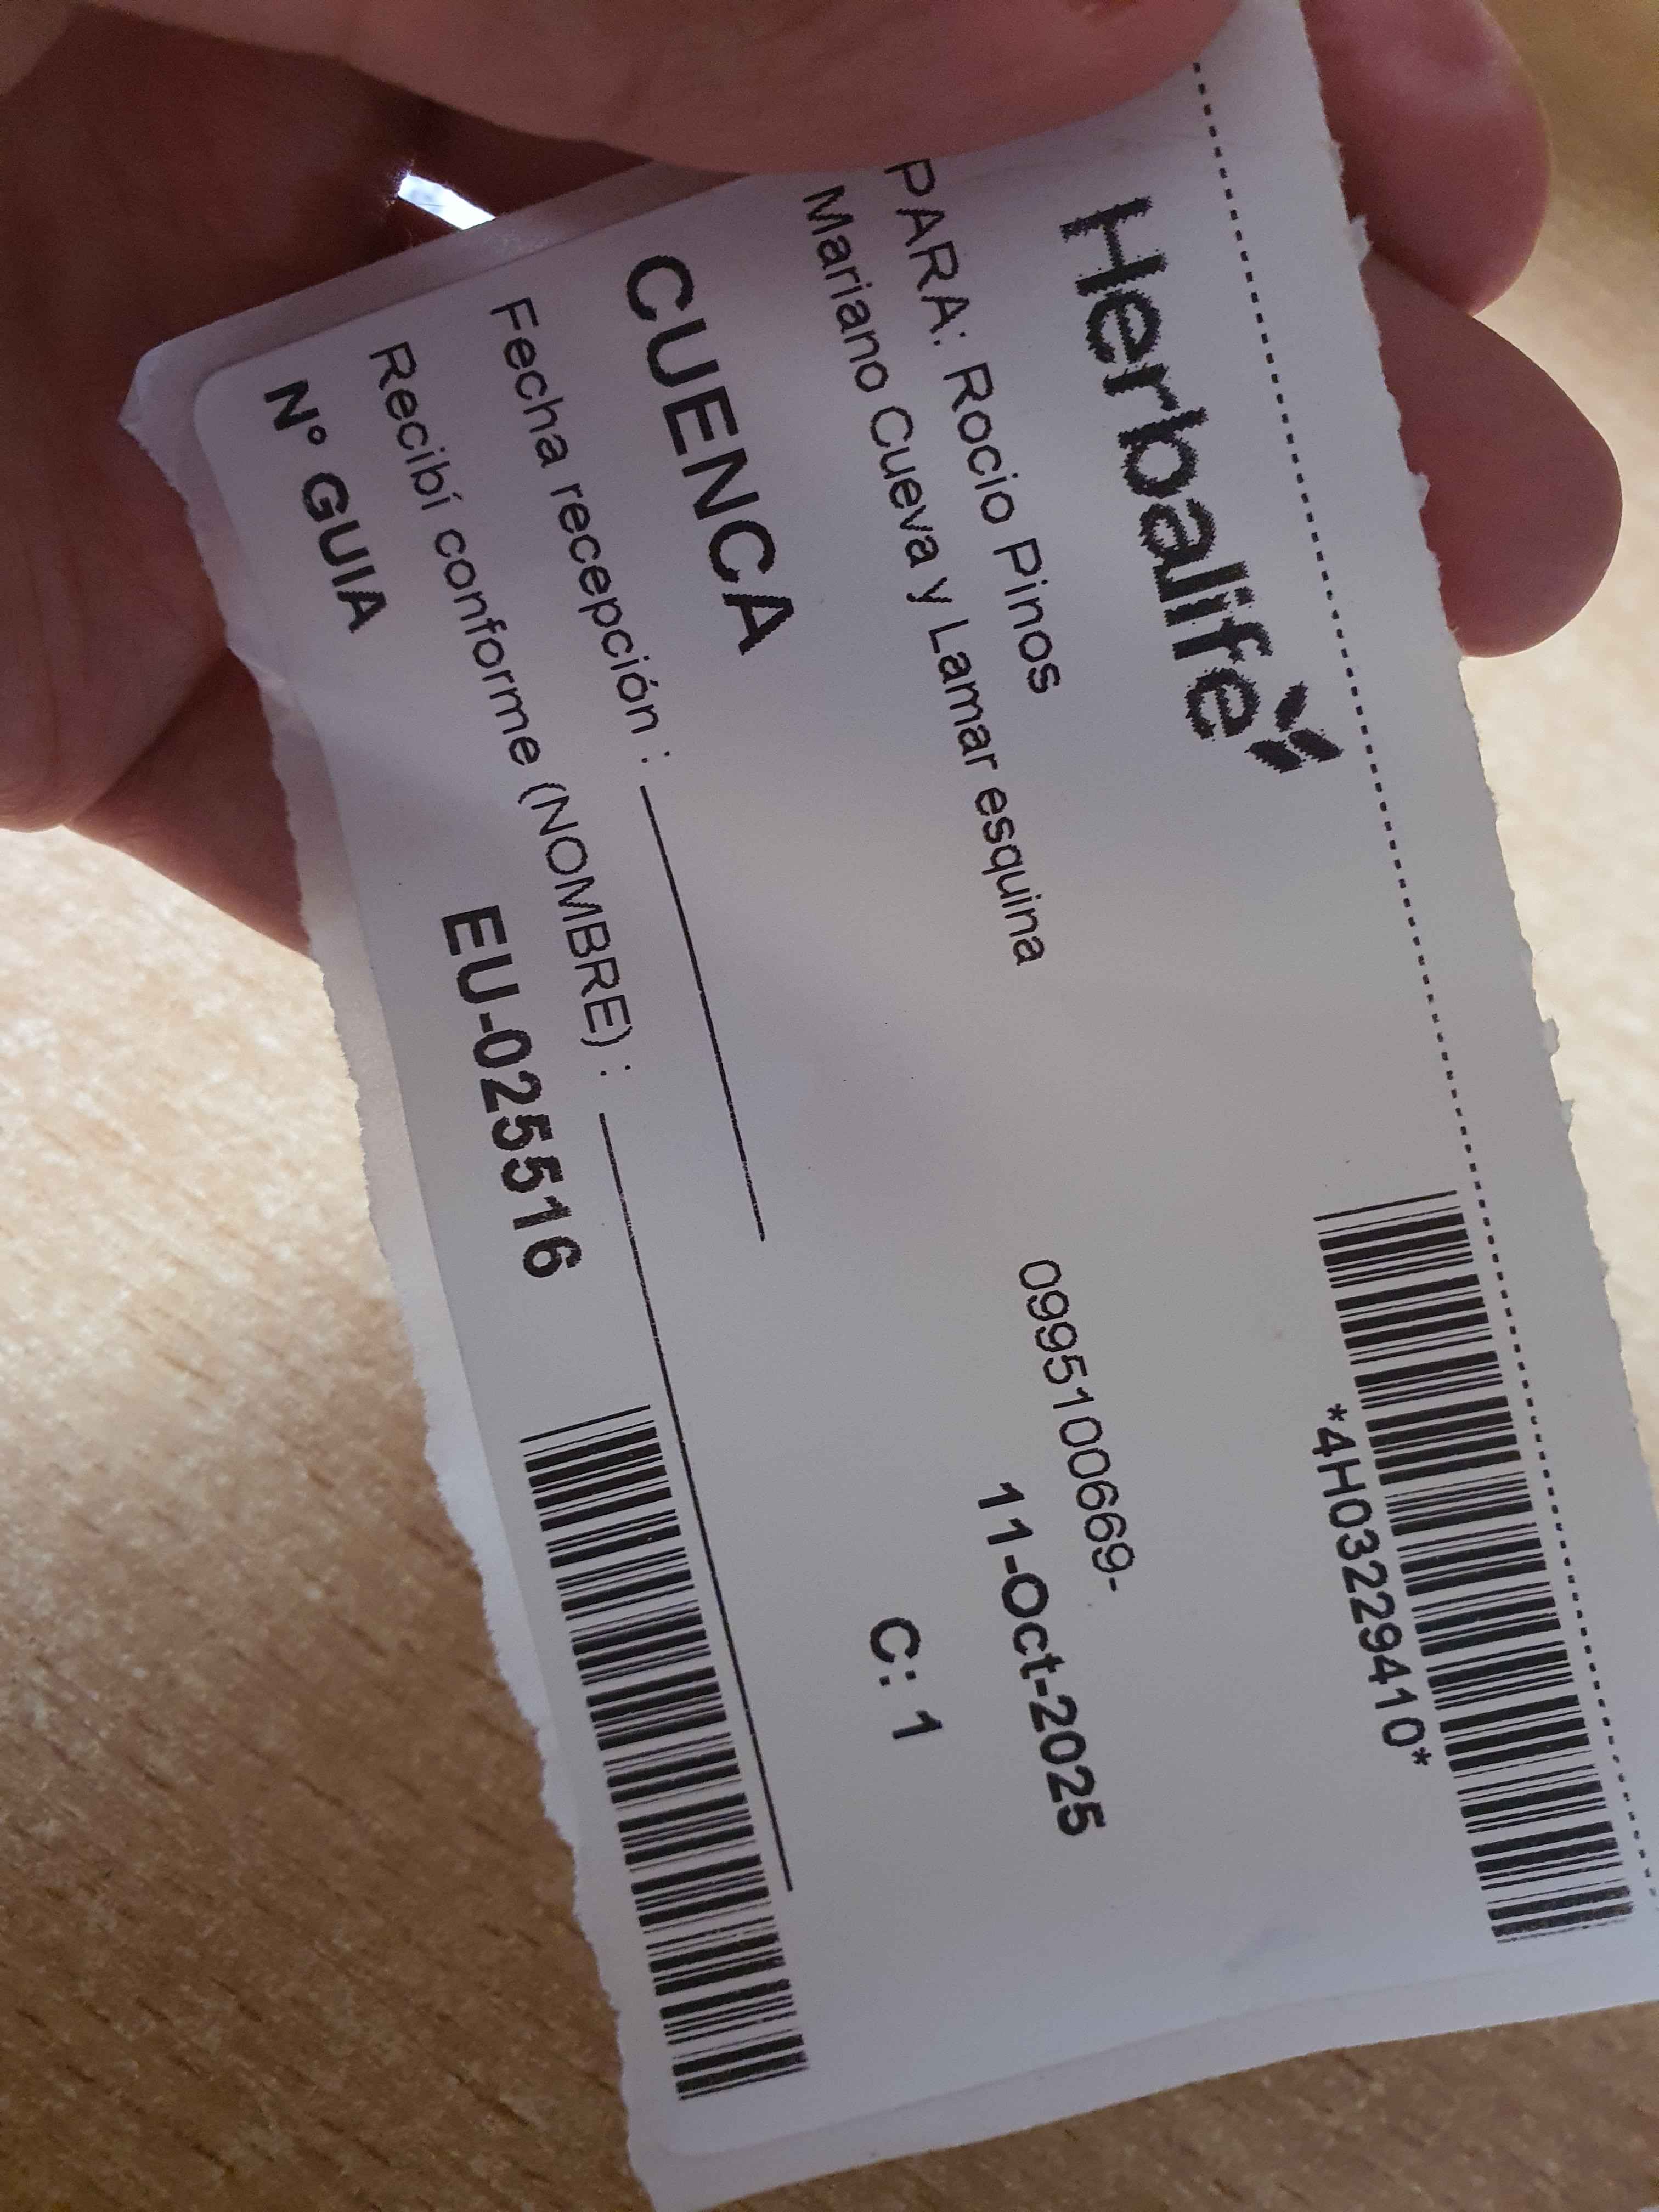 Herbalife
*4H03229410*
PARA: Rocio Pinos
0995100669-
Mariano Cueva y Lamar esquina
11-Oct-2025
CUENCA
C: 1
Fecha recepción :
Recibí conforme (NOMBRE) :
N° GUIA
EU-025516